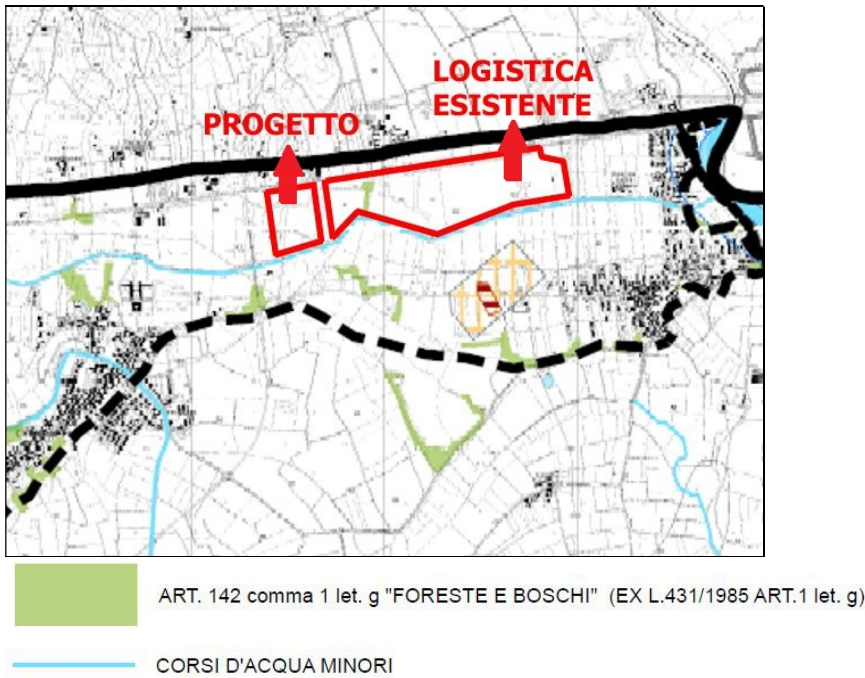 LOGISTICA
ESISTENTE
PROGETTO
ART. 142 comma 1 let. g "FORESTE E BOSCHI" (EX L.431/1985 ART.1 let. g)
CORSI D'ACQUA MINORI